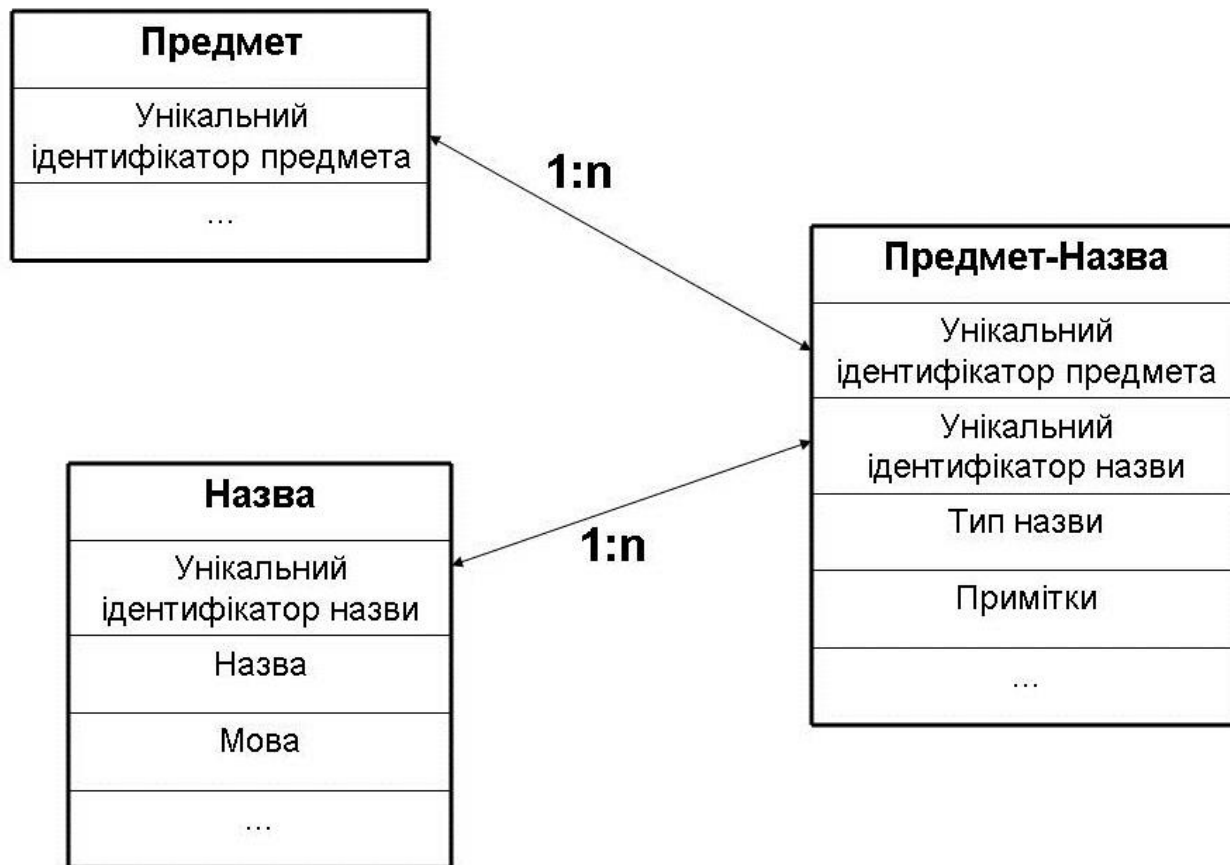 Предмет
Унікальний
ідентифікатор предмета
...
1:n
Предмет-Назва
Унікальний
ідентифікатор предмета
Унікальний
ідентифікатор назви
Тип назви
Примітки
...
Назва
Унікальний
ідентифікатор назви
Назва
Мова
...
1:n